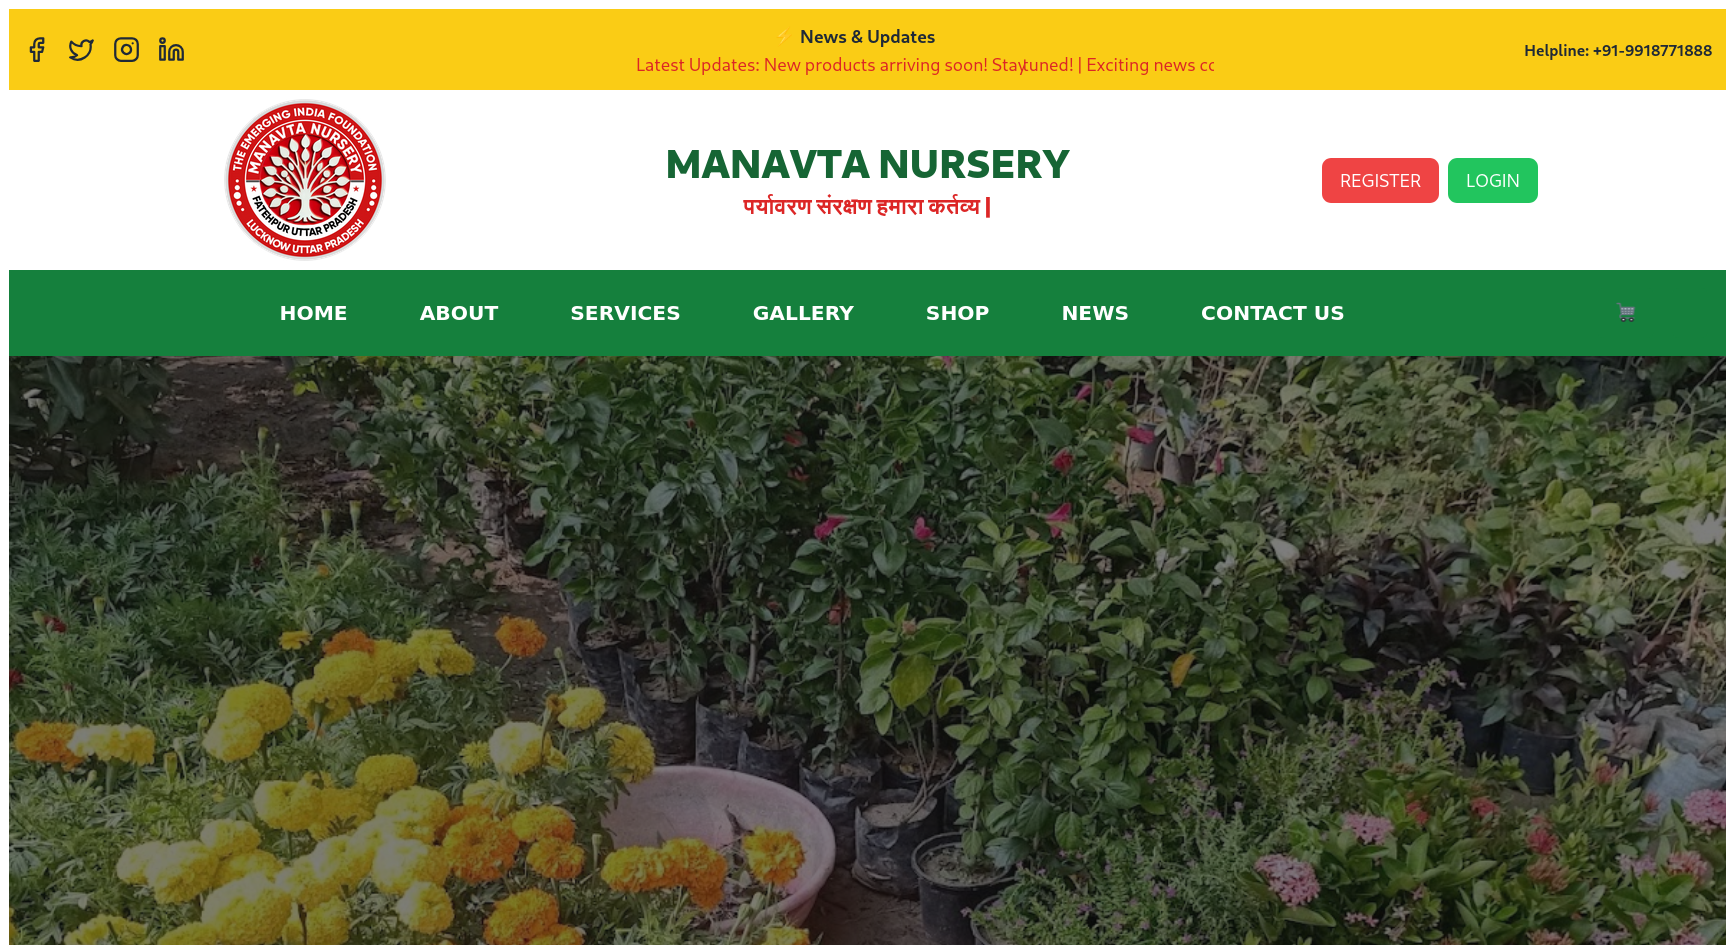 ⚡ News & Updates
Latest Updates: New products arriving soon! Stay tuned! | Exciting news co
Helpline: +91-9918771888
THE EMERGING INDIA FOUNDATION
MANAVTA NURSERY
FATEHPUR UTTAR PRADESH
LUCKNOW UTTAR PRADESH
MANAVTA NURSERY
पर्यावरण संरक्षण हमारा कर्तव्य |
REGISTER
LOGIN
HOME ABOUT SERVICES GALLERY SHOP NEWS CONTACT US